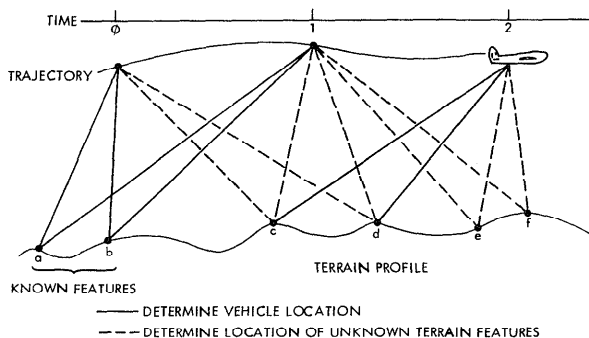 TIME
φ 1 2
TRAJECTORY
a b c d e f
TERRAIN PROFILE
KNOWN FEATURES
DETERMINE VEHICLE LOCATION
DETERMINE LOCATION OF UNKNOWN TERRAIN FEATURES